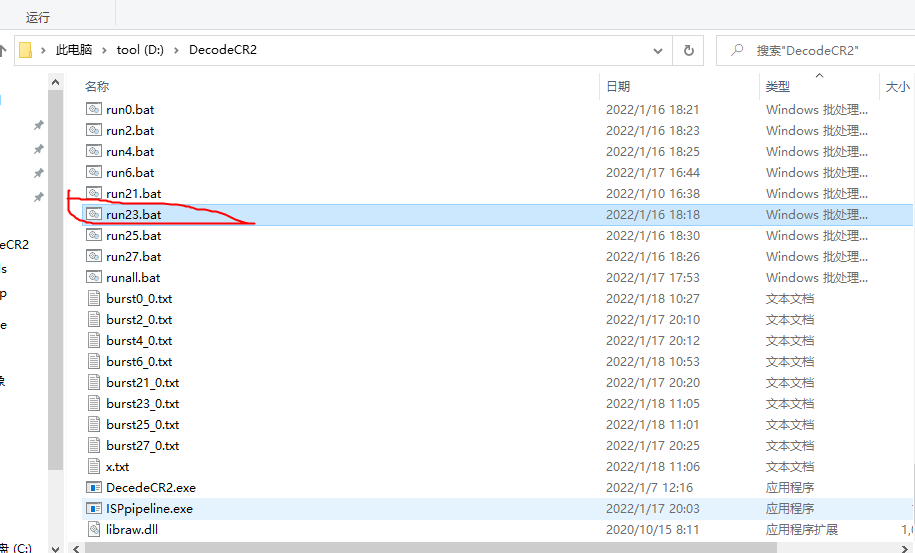 运行
此电脑 › tool (D:) › DecodeCR2
搜索"DecodeCR2"
名称 日期 类型 大小
run0.bat 2022/1/16 18:21 Windows 批处理...
run2.bat 2022/1/16 18:23 Windows 批处理...
run4.bat 2022/1/16 18:25 Windows 批处理...
run6.bat 2022/1/17 16:44 Windows 批处理...
run21.bat 2022/1/10 16:38 Windows 批处理...
run23.bat 2022/1/16 18:18 Windows 批处理...
run25.bat 2022/1/16 18:30 Windows 批处理...
run27.bat 2022/1/16 18:26 Windows 批处理...
runall.bat 2022/1/17 17:53 Windows 批处理...
burst0_0.txt 2022/1/18 10:27 文本文档
burst2_0.txt 2022/1/17 20:10 文本文档
burst4_0.txt 2022/1/17 20:12 文本文档
burst6_0.txt 2022/1/18 10:53 文本文档
burst21_0.txt 2022/1/17 20:20 文本文档
burst23_0.txt 2022/1/18 11:05 文本文档
burst25_0.txt 2022/1/18 11:01 文本文档
burst27_0.txt 2022/1/17 20:25 文本文档
x.txt 2022/1/18 11:06 文本文档
DecedeCR2.exe 2022/1/7 12:16 应用程序
ISPpipeline.exe 2022/1/17 20:03 应用程序
libraw.dll 2020/10/15 8:11 应用程序扩展 1,0
eCR2
ls
p
e
象
盘 (C:)